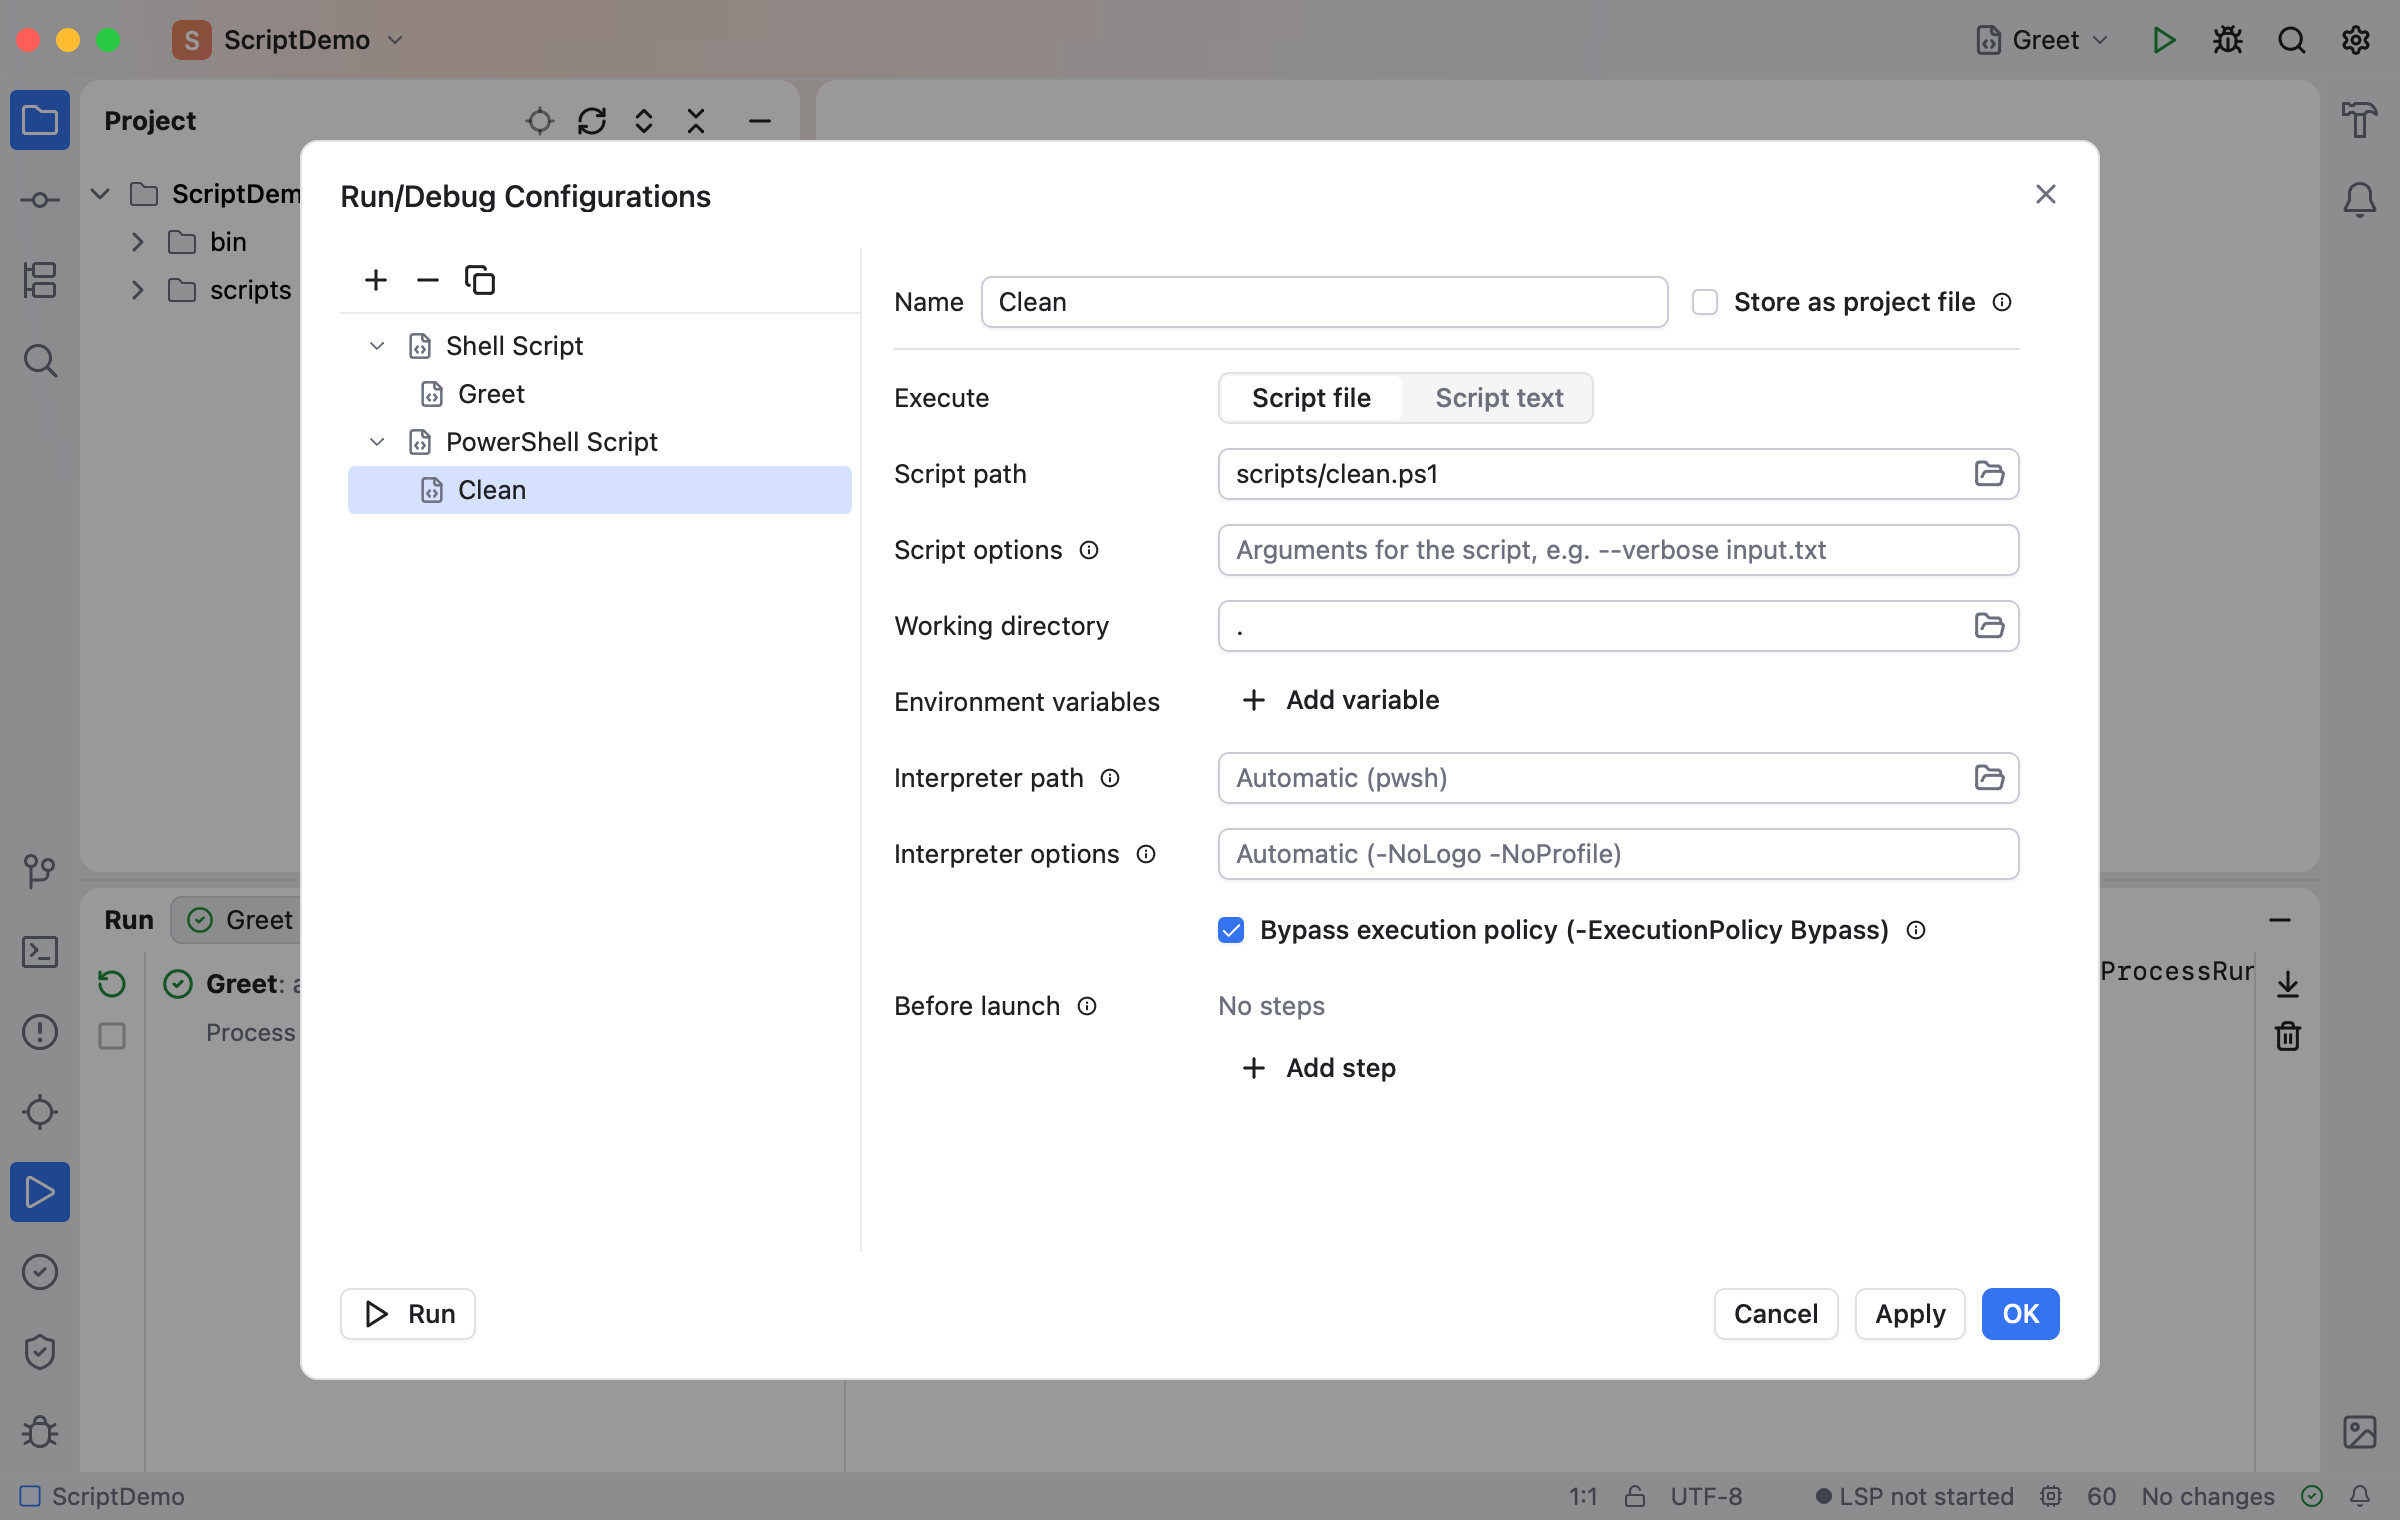 S ScriptDemo
Greet
Project
ScriptDem
bin
scripts
Run/Debug Configurations
Shell Script
Greet
PowerShell Script
Clean
Name Clean Store as project file
Execute Script file Script text
Script path scripts/clean.ps1
Script options Arguments for the script, e.g. --verbose input.txt
Working directory .
Environment variables Add variable
Interpreter path Automatic (pwsh)
Interpreter options Automatic (-NoLogo -NoProfile)
Bypass execution policy (-ExecutionPolicy Bypass)
Before launch No steps
Add step
Run Cancel Apply OK
Run Greet
Greet: a
Process
ProcessRun
ScriptDemo 1:1 UTF-8 LSP not started 60 No changes